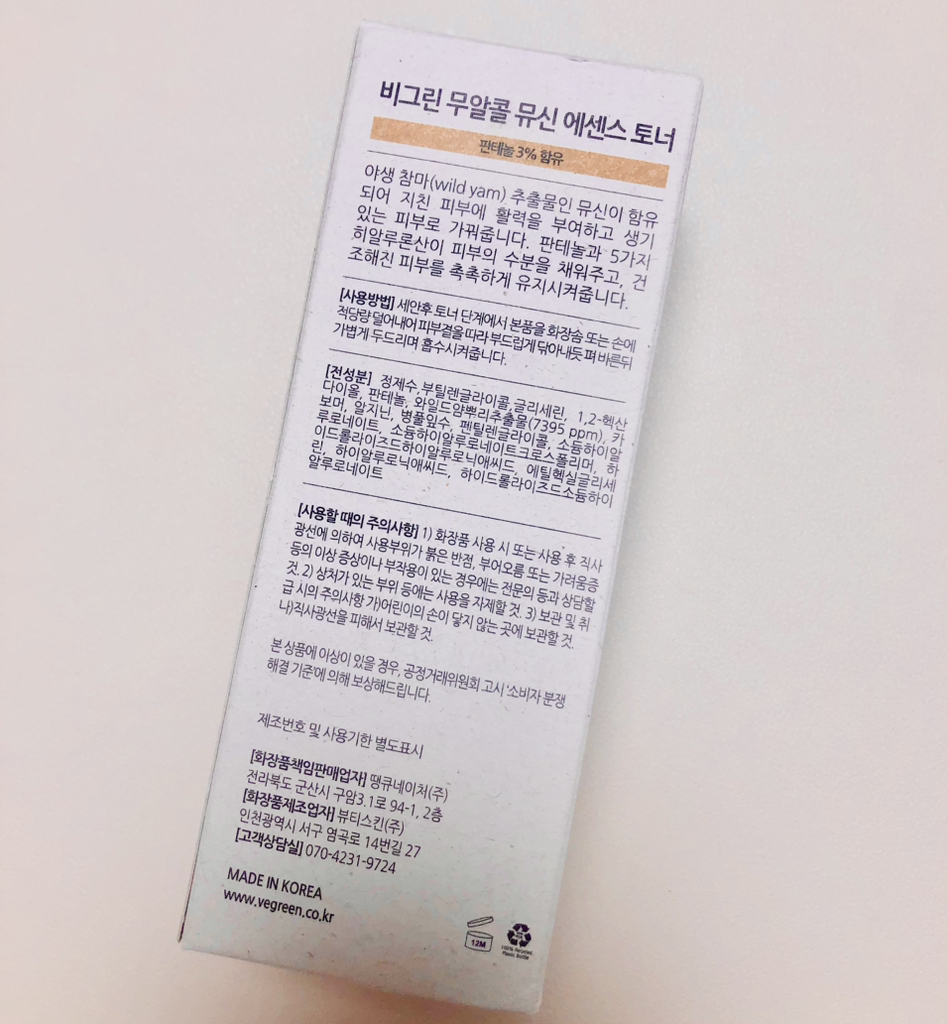 비그린 무알콜 뮤신 에센스 토너
판테놀 3% 함유
야생 참마(wild yam) 추출물인 뮤신이 함유
되어 지친 피부에 활력을 부여하고 생기
있는 피부로 가꿔줍니다. 판테놀과 5가지
히알루론산이 피부의 수분을 채워주고, 건
조해진 피부를 촉촉하게 유지시켜줍니다.
[사용방법] 세안후 토너 단계에서 본품을 화장솜 또는 손에
적당량 덜어내어 피부결을 따라 부드럽게 닦아내듯 펴 바른뒤
가볍게 두드리며 흡수시켜줍니다.
[전성분] 정제수,부틸렌글라이콜,글리세린, 1,2-헥산
다이올, 판테놀, 와일드얌뿌리추출물(7395 ppm), 카
보머, 알지닌, 병풀잎수, 펜틸렌글라이콜, 소듐하이알
루로네이트, 소듐하이알루로네이트크로스폴리머, 하
이드롤라이즈드하이알루로닉애씨드, 에틸헥실글리세
린, 하이알루로닉애씨드, 하이드롤라이즈드소듐하이
알루로네이트
[사용할 때의 주의사항] 1) 화장품 사용 시 또는 사용 후 직사
광선에 의하여 사용부위가 붉은 반점, 부어오름 또는 가려움증
등의 이상 증상이나 부작용이 있는 경우에는 전문의 등과 상담할
것. 2) 상처가 있는 부위 등에는 사용을 자제할 것. 3) 보관 및 취
급 시의 주의사항 가)어린이의 손이 닿지 않는 곳에 보관할 것.
나)직사광선을 피해서 보관할 것.
본 상품에 이상이 있을 경우, 공정거래위원회 고시 '소비자 분쟁
해결 기준'에 의해 보상해드립니다.
제조번호 및 사용기한 별도표시
[화장품책임판매업자] 땡큐네이처(주)
전라북도 군산시 구암3.1로 94-1, 2층
[화장품제조업자] 뷰티스킨(주)
인천광역시 서구 염곡로 14번길 27
[고객상담실] 070-4231-9724
MADE IN KOREA
www.vegreen.co.kr
12M
100% Recycled
Plastic Bottle